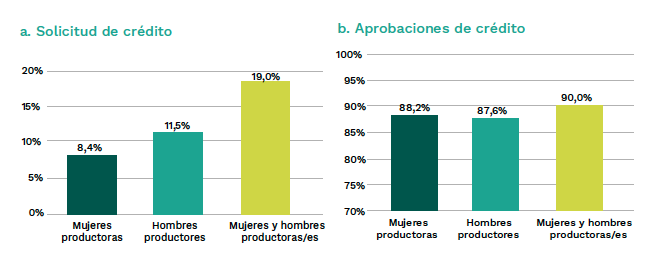 a. Solicitud de crédito
20%
15%
10%
5%
0%
8,4%
11,5%
19,0%
Mujeres
productoras
Hombres
productores
Mujeres y hombres
productoras/es
b. Aprobaciones de crédito
100%
95%
90%
85%
80%
75%
70%
88,2%
87,6%
90,0%
Mujeres
productoras
Hombres
productores
Mujeres y hombres
productoras/es